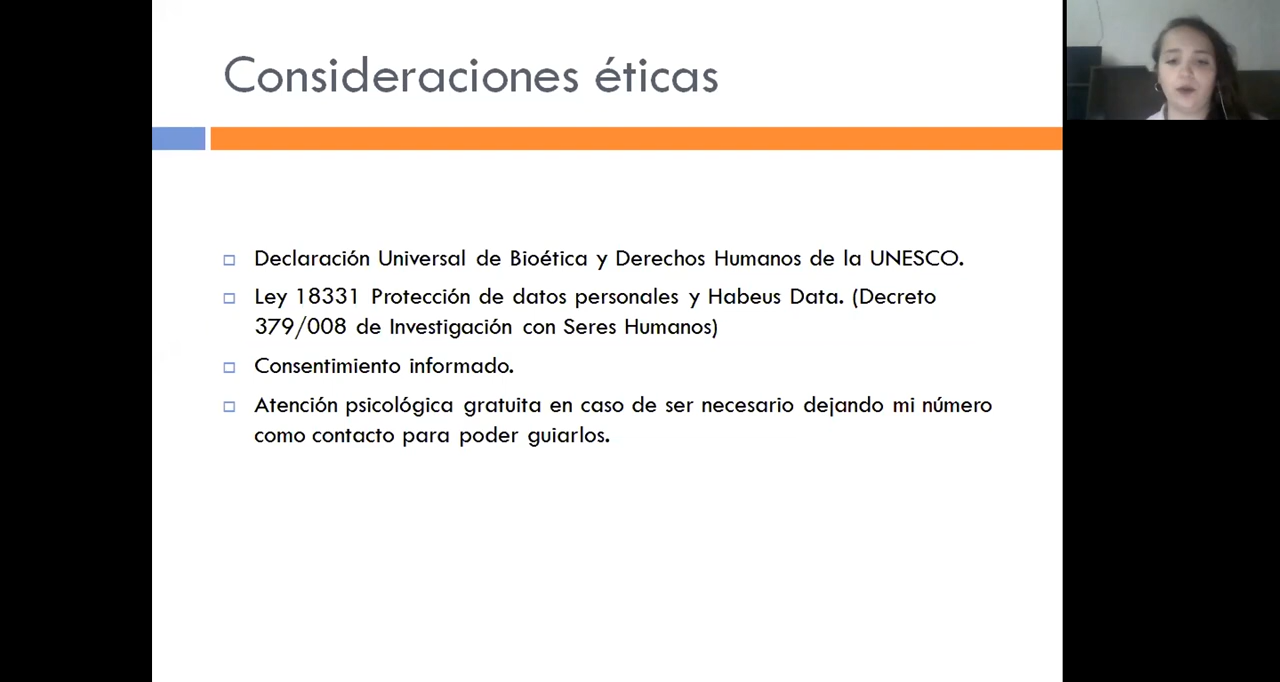 Consideraciones éticas
Declaración Universal de Bioética y Derechos Humanos de la UNESCO.
Ley 18331 Protección de datos personales y Habeus Data. (Decreto
379/008 de Investigación con Seres Humanos)
Consentimiento informado.
Atención psicológica gratuita en caso de ser necesario dejando mi número
como contacto para poder guiarlos.